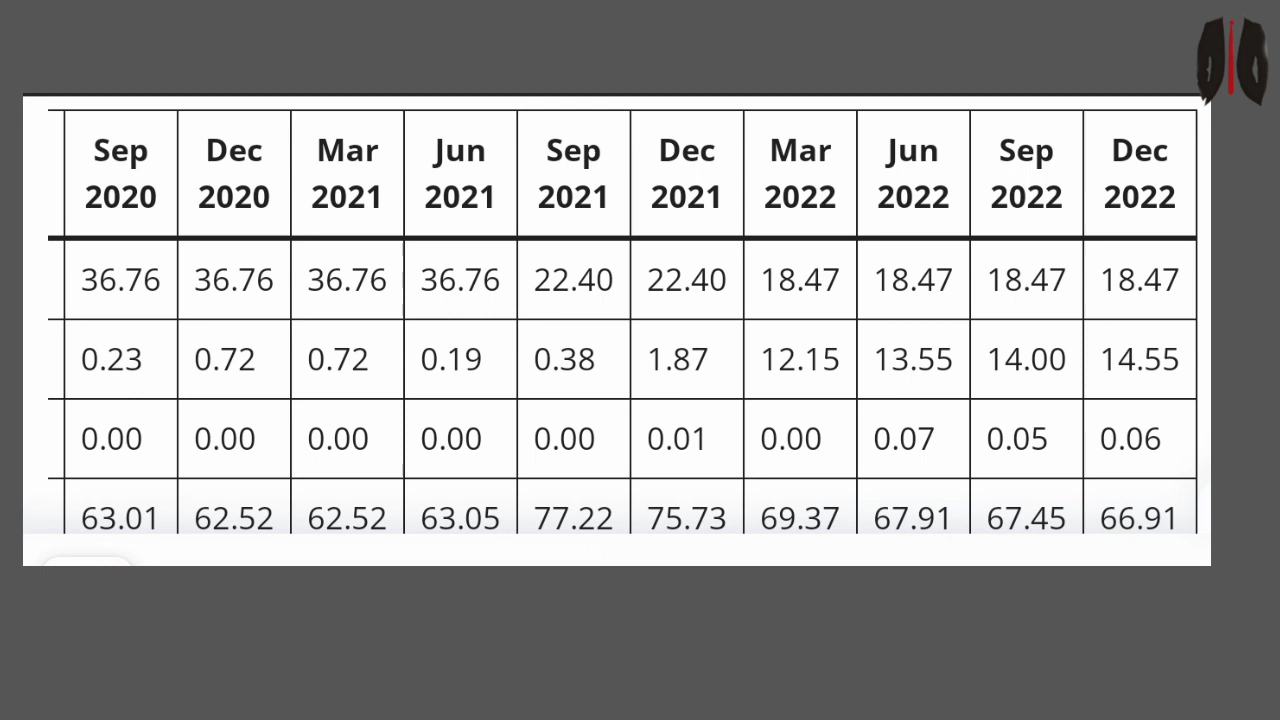 Sep 2020 Dec 2020 Mar 2021 Jun 2021 Sep 2021 Dec 2021 Mar 2022 Jun 2022 Sep 2022 Dec 2022
36.76 36.76 36.76 36.76 22.40 22.40 18.47 18.47 18.47 18.47
0.23 0.72 0.72 0.19 0.38 1.87 12.15 13.55 14.00 14.55
0.00 0.00 0.00 0.00 0.00 0.01 0.00 0.07 0.05 0.06
63.01 62.52 62.52 63.05 77.22 75.73 69.37 67.91 67.45 66.91